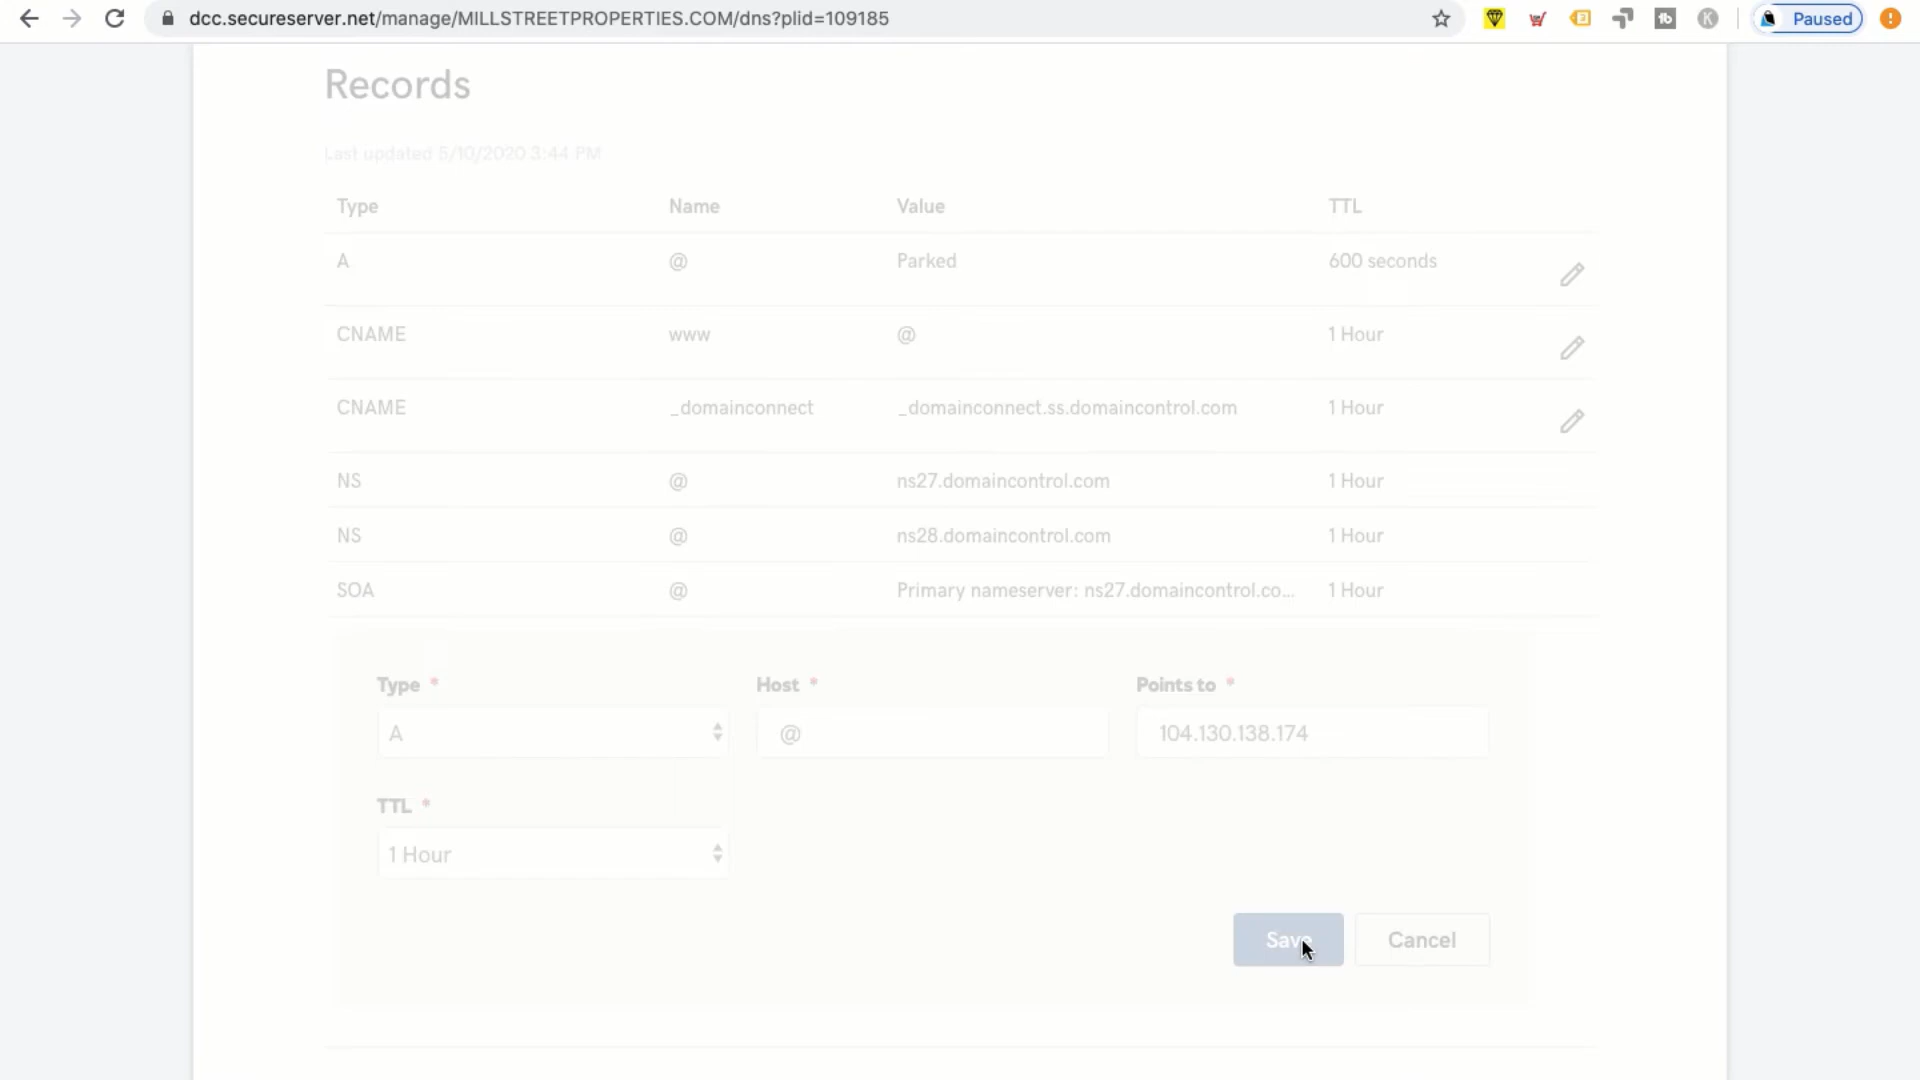 dcc.secureserver.net/manage/MILLSTREETPROPERTIES.COM/dns?plid=109185
Paused
Records
Last updated 5/10/2020 3:44 PM
Type Name Value TTL
A @ Parked 600 seconds
CNAME www @ 1 Hour
CNAME _domainconnect _domainconnect.ss.domaincontrol.com 1 Hour
NS @ ns27.domaincontrol.com 1 Hour
NS @ ns28.domaincontrol.com 1 Hour
SOA @ Primary nameserver: ns27.domaincontrol.co... 1 Hour
Type * Host * Points to *
A @ 104.130.138.174
TTL *
1 Hour
Save Cancel